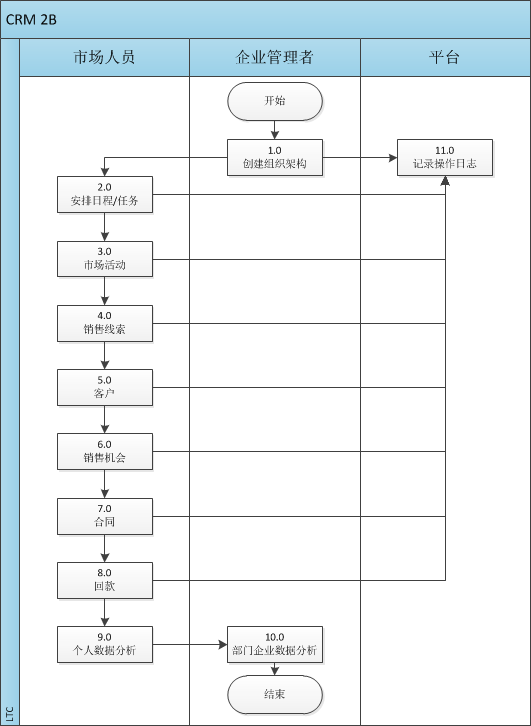 CRM 2B
市场人员
企业管理者
平台
开始
1.0
创建组织架构
11.0
记录操作日志
2.0
安排日程/任务
3.0
市场活动
4.0
销售线索
5.0
客户
6.0
销售机会
7.0
合同
8.0
回款
9.0
个人数据分析
10.0
部门企业数据分析
结束
LTC